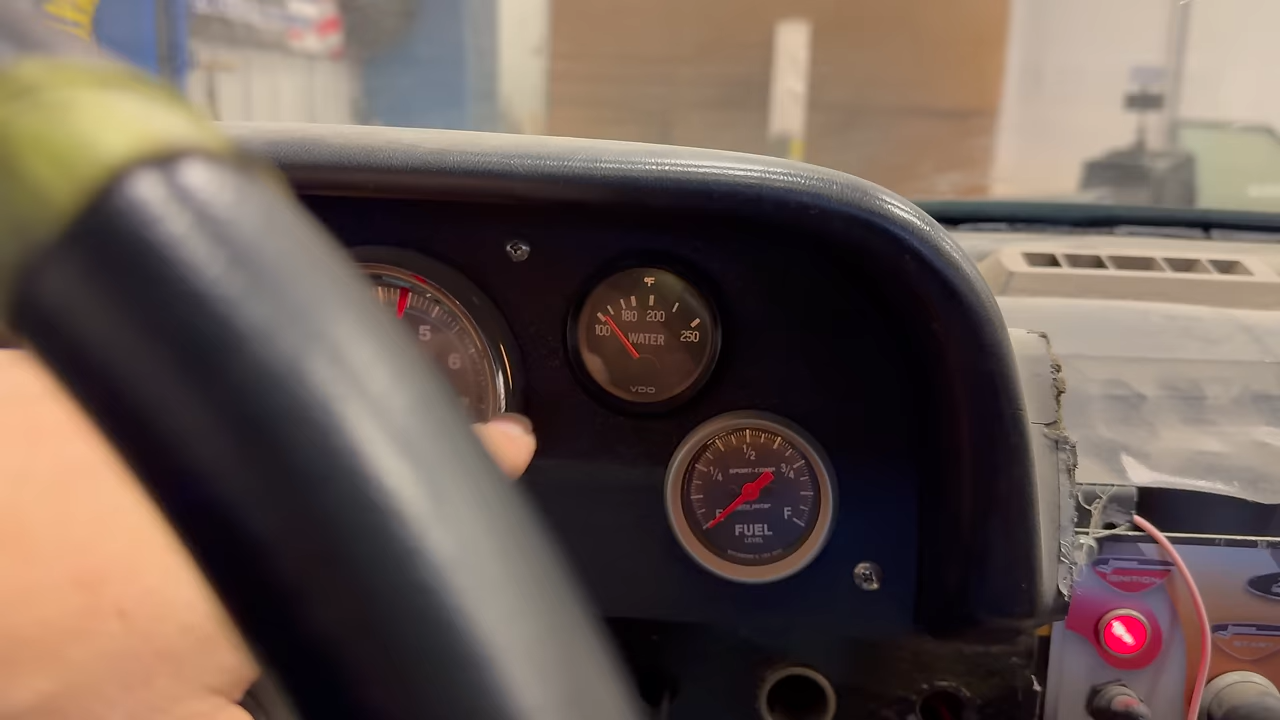 5
6
°F
100 180 200 250
WATER
VDO
1/2
1/4 3/4
SPORT-COMP
F
FUEL
LEVEL
IGNITION
START